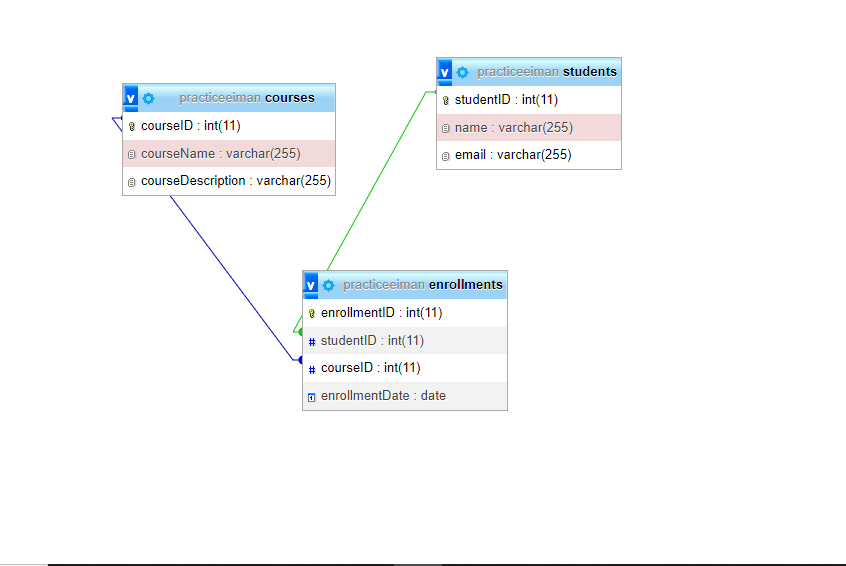 practiceeiman courses
courseID : int(11)
courseName : varchar(255)
courseDescription : varchar(255)
practiceeiman students
studentID : int(11)
name : varchar(255)
email : varchar(255)
practiceeiman enrollments
enrollmentID : int(11)
studentID : int(11)
courseID : int(11)
enrollmentDate : date